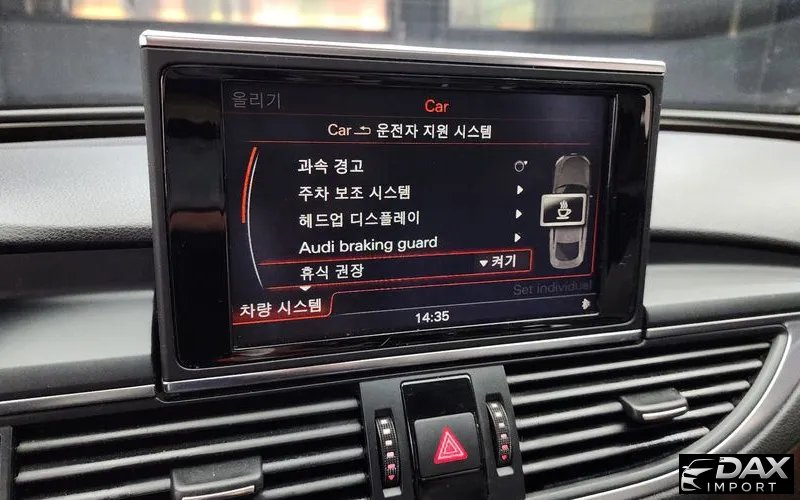 올리기
Car
Car 운전자 지원 시스템
과속 경고
주차 보조 시스템
헤드업 디스플레이
Audi braking guard
휴식 권장 켜기
Set individual
차량 시스템
14:35
DAX
IMPORT